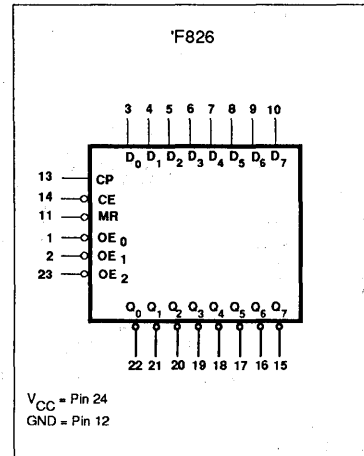 'F826
3 4 5 6 7 8 9 10
D0 D1 D2 D3 D4 D5 D6 D7
13 CP
14 CE
11 MR
1 OE0
2 OE1
23 OE2
Q0 Q1 Q2 Q3 Q4 Q5 Q6 Q7
22 21 20 19 18 17 16 15
VCC = Pin 24
GND = Pin 12